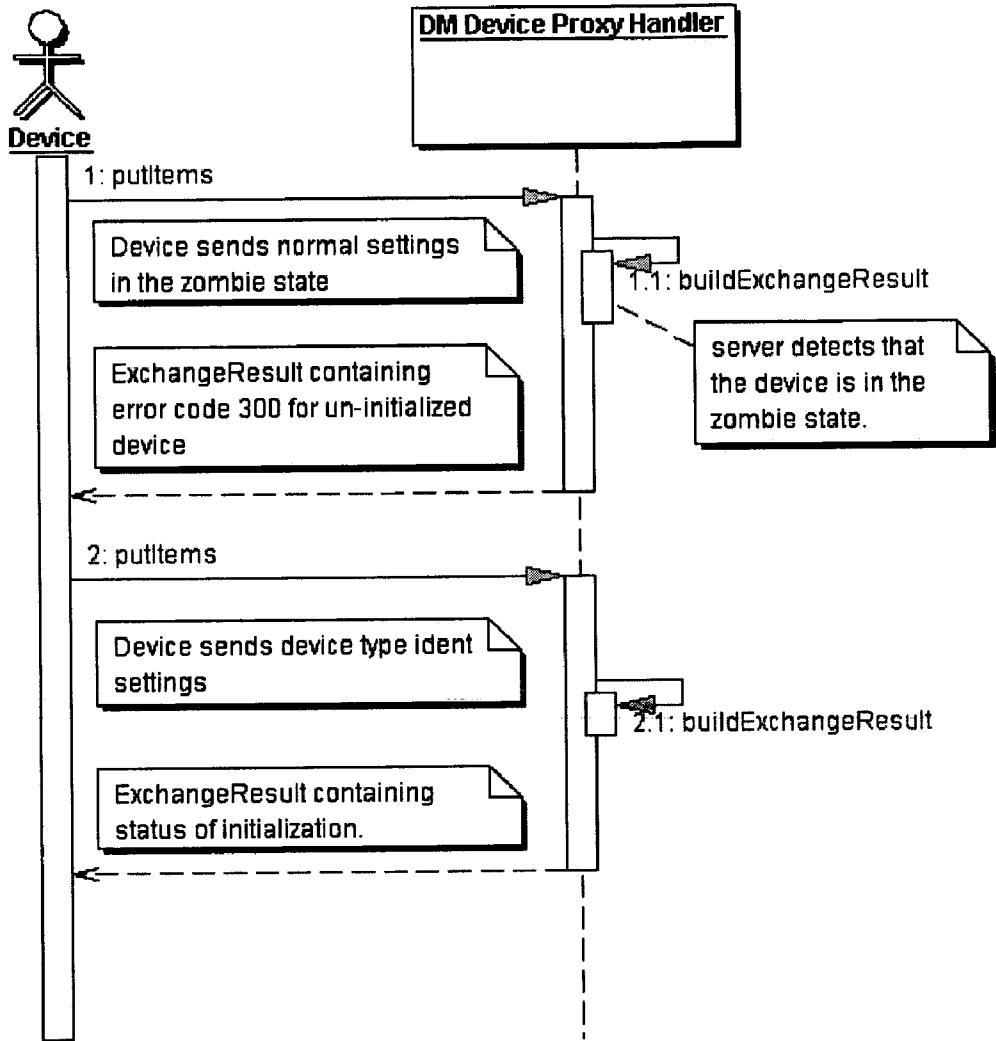 DM Device Proxy Handler
Device
1: putItems
Device sends normal settings
in the zombie state
1.1: buildExchangeResult
server detects that
the device is in the
zombie state.
ExchangeResult containing
error code 300 for un-initialized
device
2: putItems
Device sends device type ident
settings
2.1: buildExchangeResult
ExchangeResult containing
status of initialization.